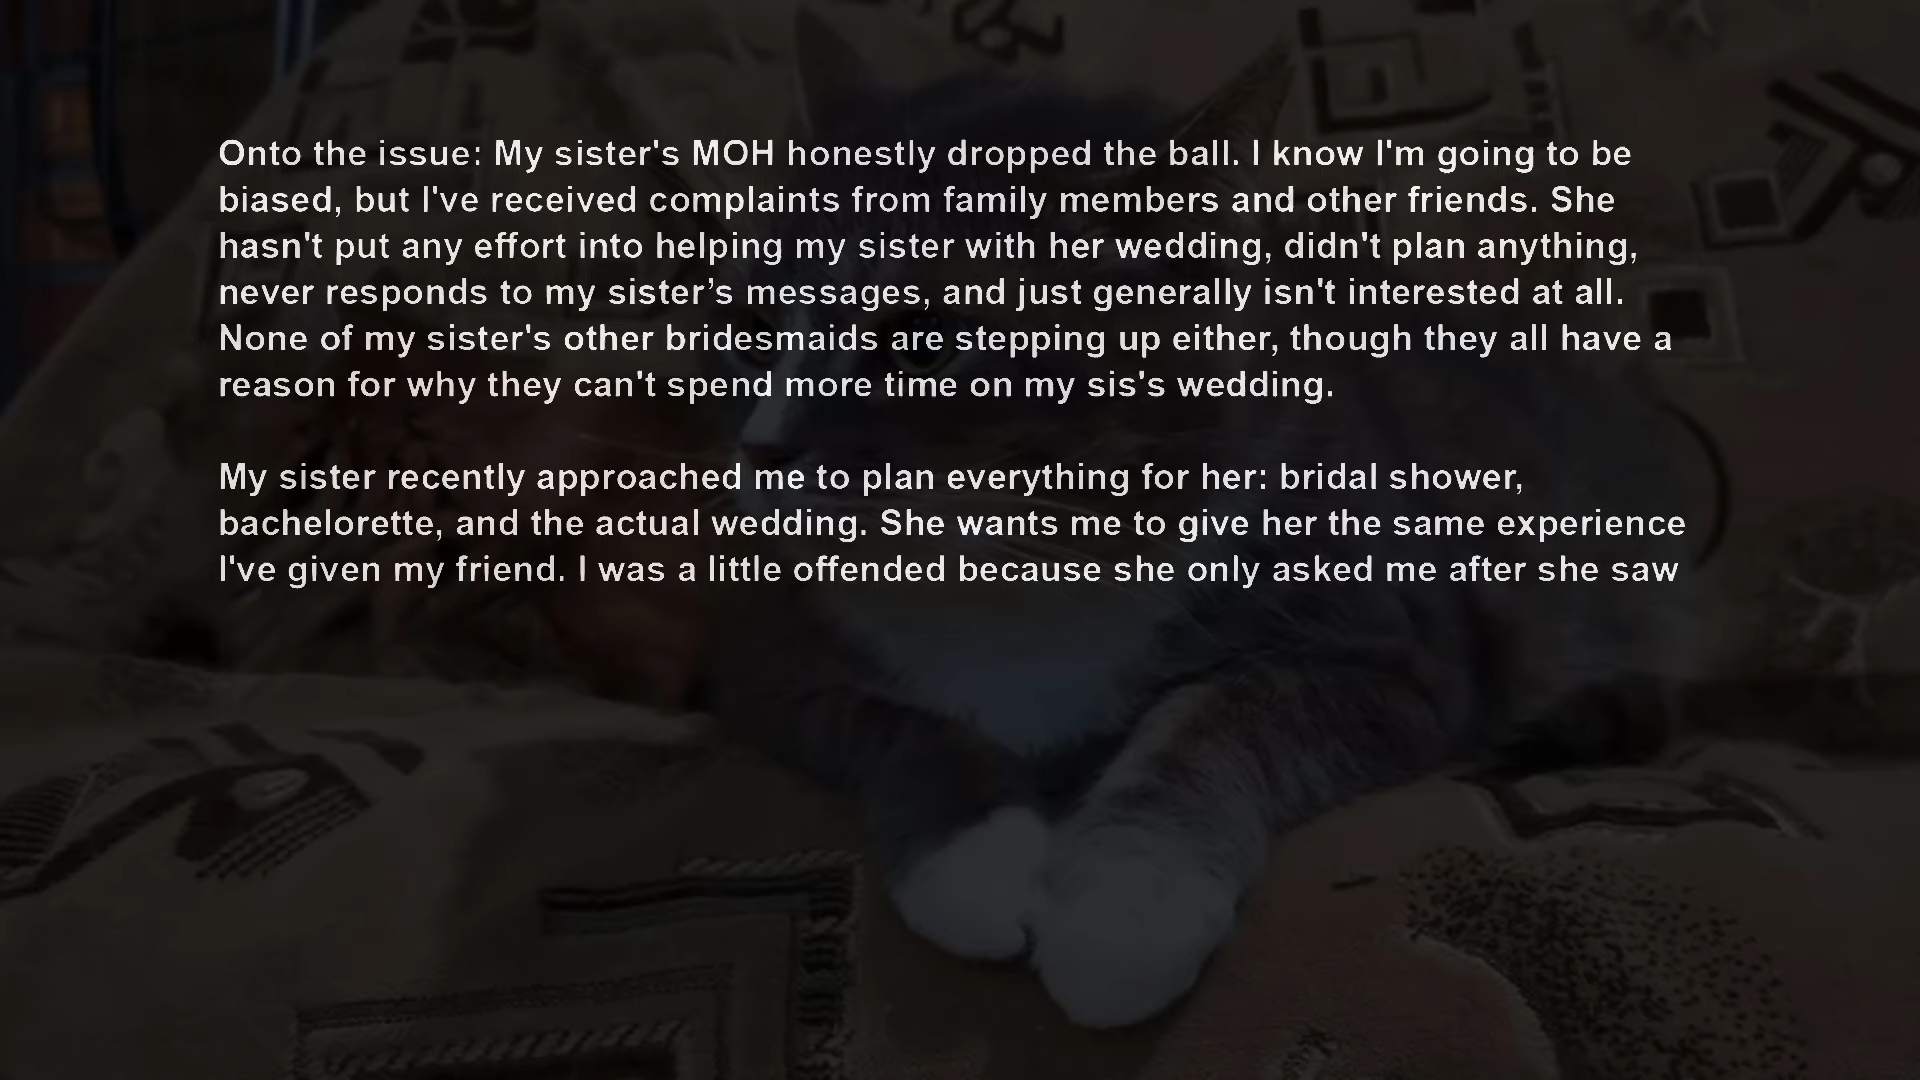 Onto the issue: My sister's MOH honestly dropped the ball. I know I'm going to be
biased, but I've received complaints from family members and other friends. She
hasn't put any effort into helping my sister with her wedding, didn't plan anything,
never responds to my sister’s messages, and just generally isn't interested at all.
None of my sister's other bridesmaids are stepping up either, though they all have a
reason for why they can't spend more time on my sis's wedding.
My sister recently approached me to plan everything for her: bridal shower,
bachelorette, and the actual wedding. She wants me to give her the same experience
I've given my friend. I was a little offended because she only asked me after she saw